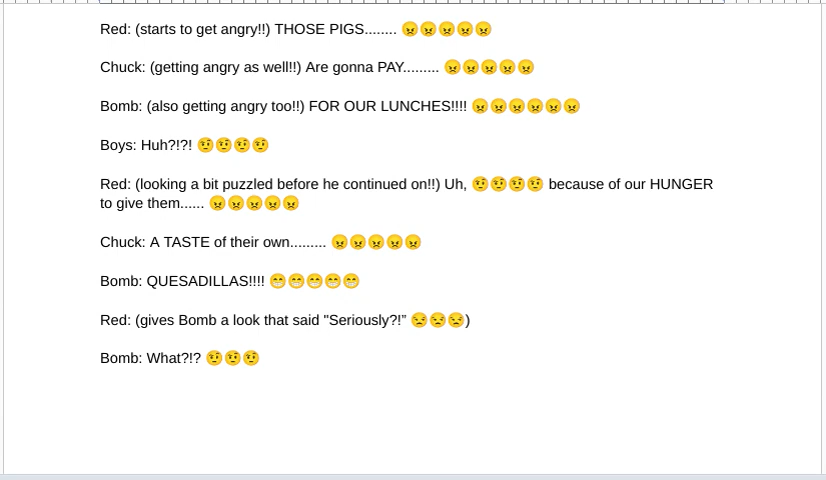 Red: (starts to get angry!!) THOSE PIGS........ 😠😠😠😠😠
Chuck: (getting angry as well!!) Are gonna PAY......... 😠😠😠😠😠
Bomb: (also getting angry too!!) FOR OUR LUNCHES!!!! 😠😠😠😠😠😠
Boys: Huh?!?! 🤨🤨🤨🤨
Red: (looking a bit puzzled before he continued on!!) Uh, 🤨🤨🤨🤨 because of our HUNGER
to give them...... 😠😠😠😠😠
Chuck: A TASTE of their own......... 😠😠😠😠😠
Bomb: QUESADILLAS!!!! 😁😁😁😁😁
Red: (gives Bomb a look that said "Seriously?!” 😒😒😒)
Bomb: What?!? 🤨🤨🤨